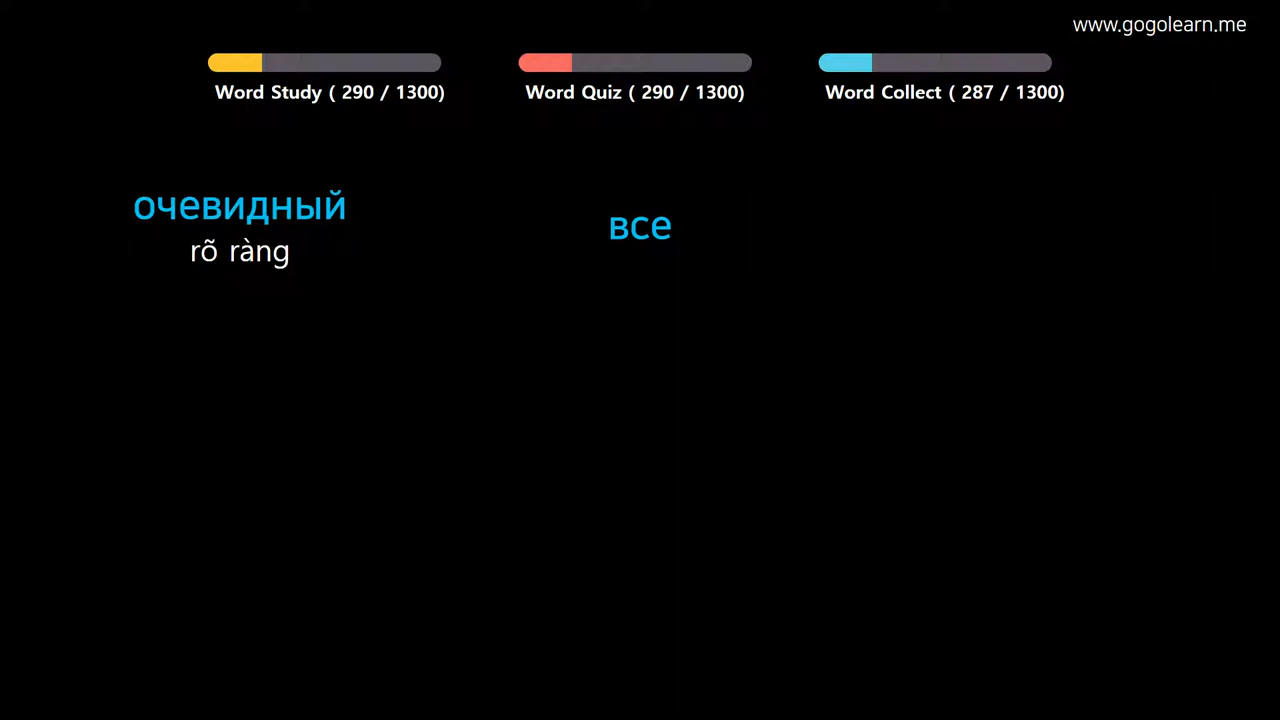 www.gogolearn.me
Word Study ( 290 / 1300)
Word Quiz ( 290 / 1300)
Word Collect ( 287 / 1300)
очевидный
rõ ràng
все